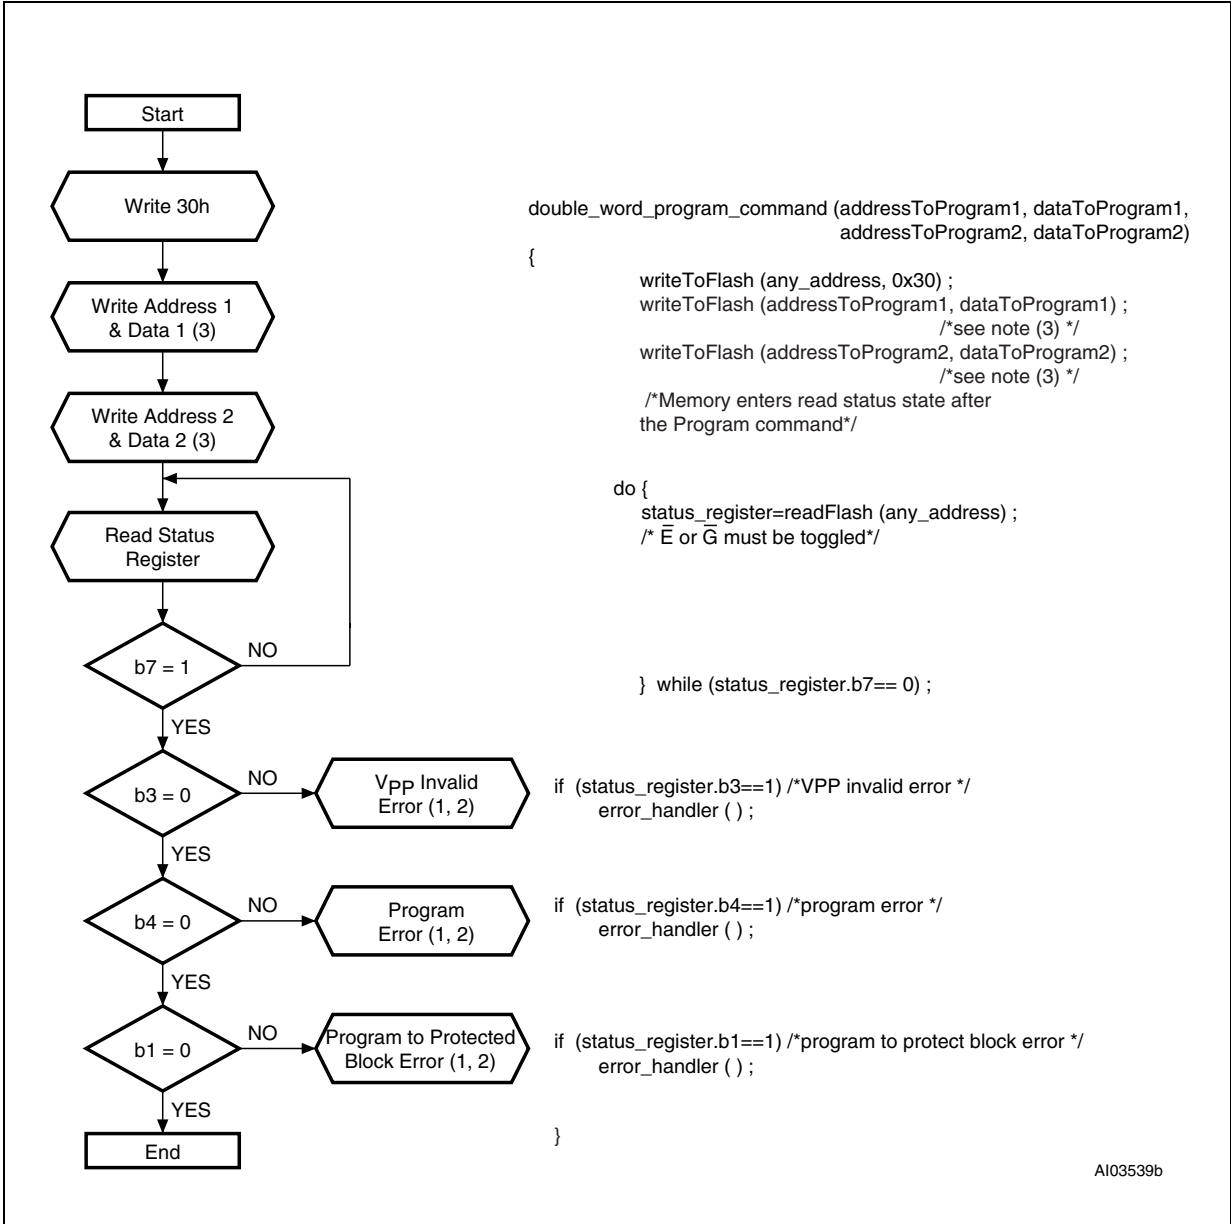 Start
Write 30h
Write Address 1
& Data 1 (3)
Write Address 2
& Data 2 (3)
Read Status
Register
b7 = 1
NO
YES
b3 = 0
NO
VPP Invalid
Error (1, 2)
YES
b4 = 0
NO
Program
Error (1, 2)
YES
b1 = 0
NO
Program to Protected
Block Error (1, 2)
YES
End
double_word_program_command (addressToProgram1, dataToProgram1,
addressToProgram2, dataToProgram2)
{
writeToFlash (any_address, 0x30) ;
writeToFlash (addressToProgram1, dataToProgram1) ;
/*see note (3) */
writeToFlash (addressToProgram2, dataToProgram2) ;
/*see note (3) */
/*Memory enters read status state after
the Program command*/
do {
status_register=readFlash (any_address) ;
/* E̅ or G̅ must be toggled*/
} while (status_register.b7== 0) ;
if (status_register.b3==1) /*VPP invalid error */
error_handler ( ) ;
if (status_register.b4==1) /*program error */
error_handler ( ) ;
if (status_register.b1==1) /*program to protect block error */
error_handler ( ) ;
}
AI03539b